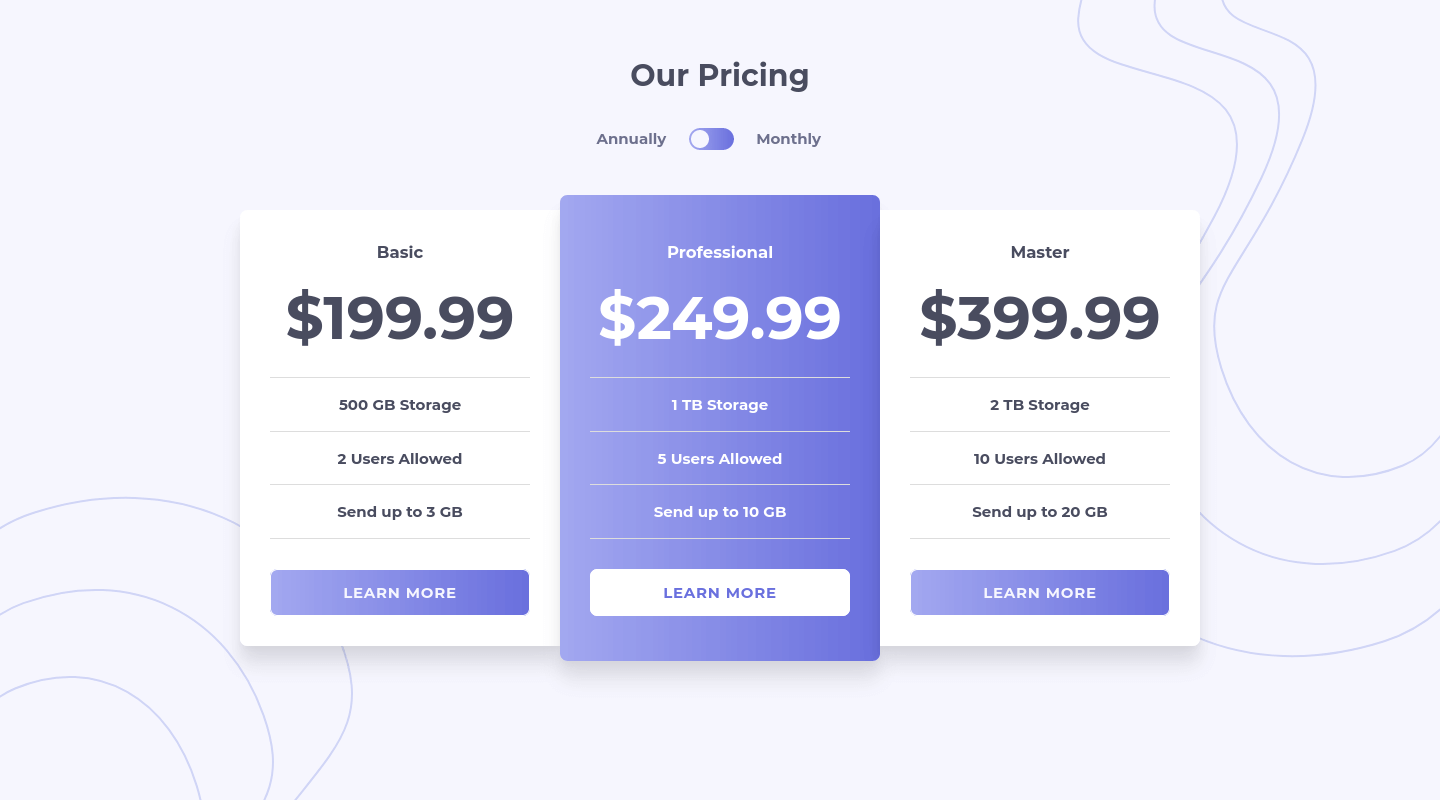 Our Pricing
Annually
Monthly
Basic
$199.99
500 GB Storage
2 Users Allowed
Send up to 3 GB
LEARN MORE
Professional
$249.99
1 TB Storage
5 Users Allowed
Send up to 10 GB
LEARN MORE
Master
$399.99
2 TB Storage
10 Users Allowed
Send up to 20 GB
LEARN MORE